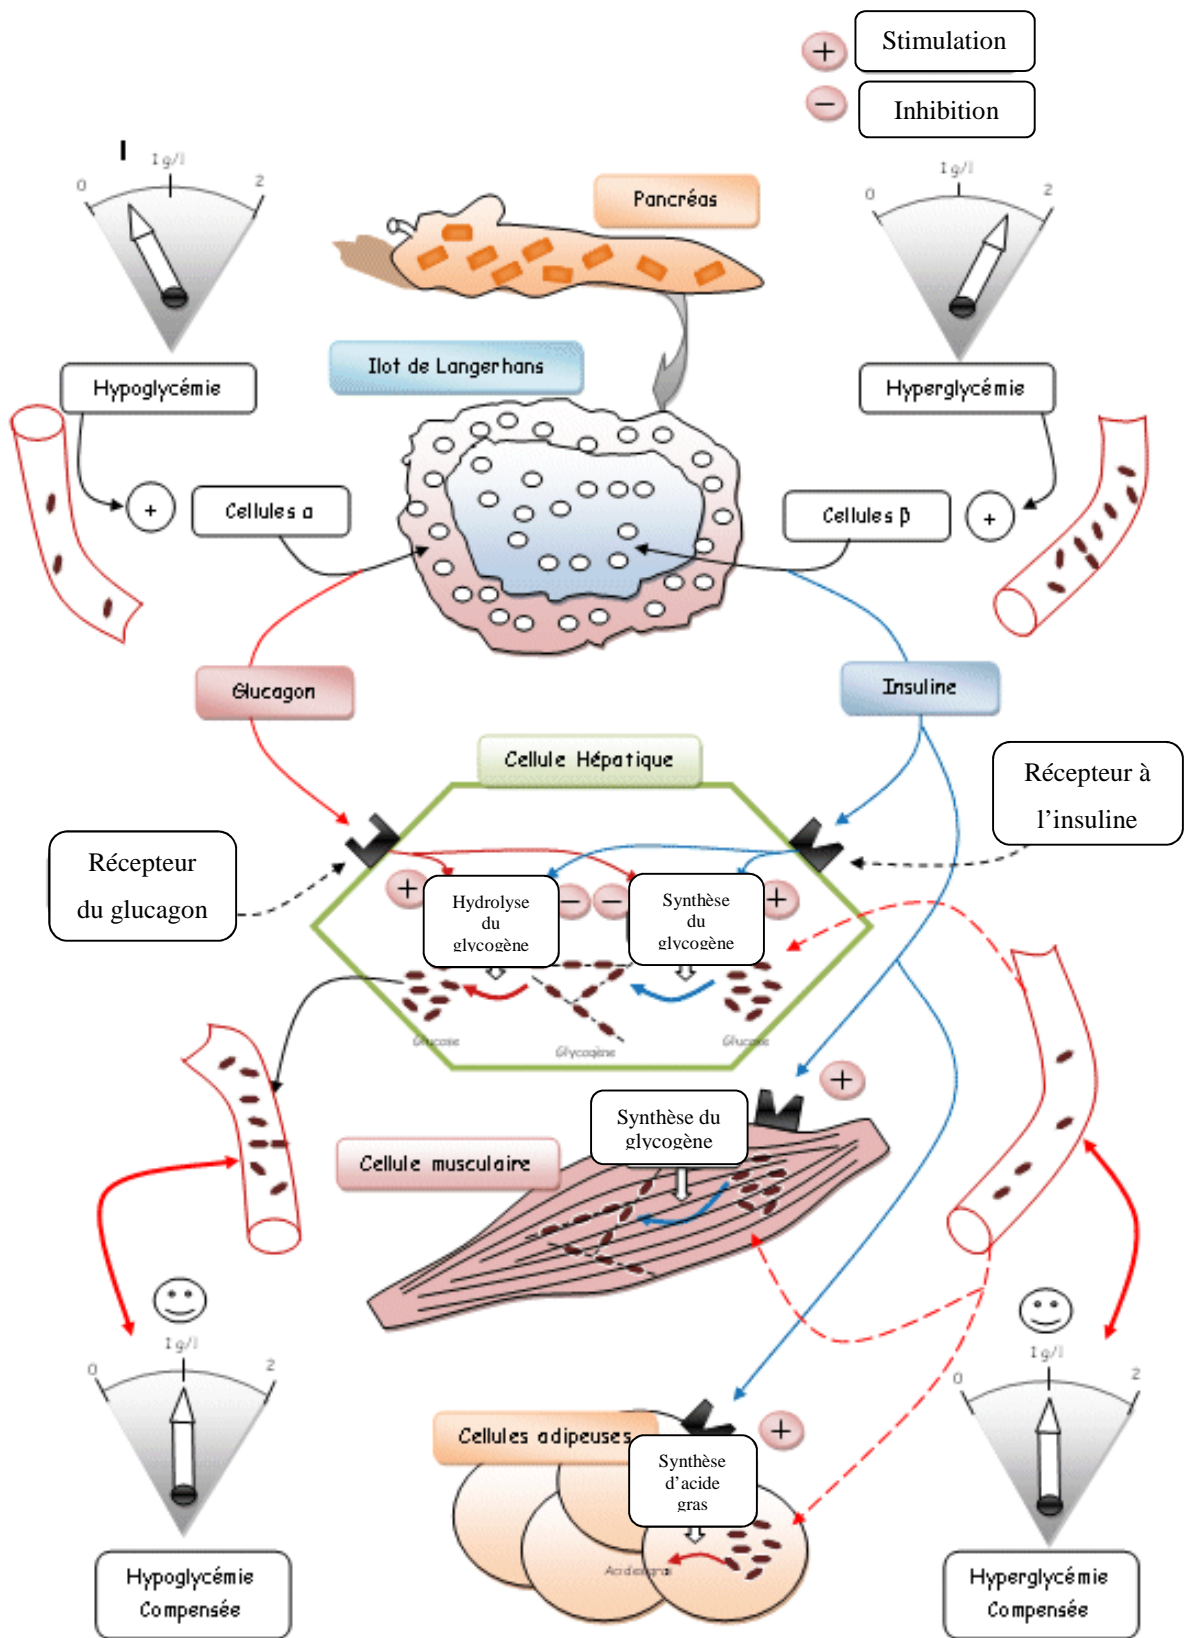 +
Stimulation
−
Inhibition
0
1 g/l
2
Pancréas
0
1 g/l
2
Hypoglycémie
Ilot de Langerhans
Hyperglycémie
+
Cellules α
Cellules β
+
Glucagon
Insuline
Cellule Hépatique
Récepteur à
l'insuline
Récepteur
du glucagon
+
Hydrolyse
du
glycogène
−
−
Synthèse
du
glycogène
+
Glucose
Glycogène
Glucose
+
Synthèse du
glycogène
Cellule musculaire
0
1 g/l
2
0
1 g/l
2
Cellules adipeuses
+
Synthèse
d'acide
gras
Acides gras
Hypoglycémie
Compensée
Hyperglycémie
Compensée